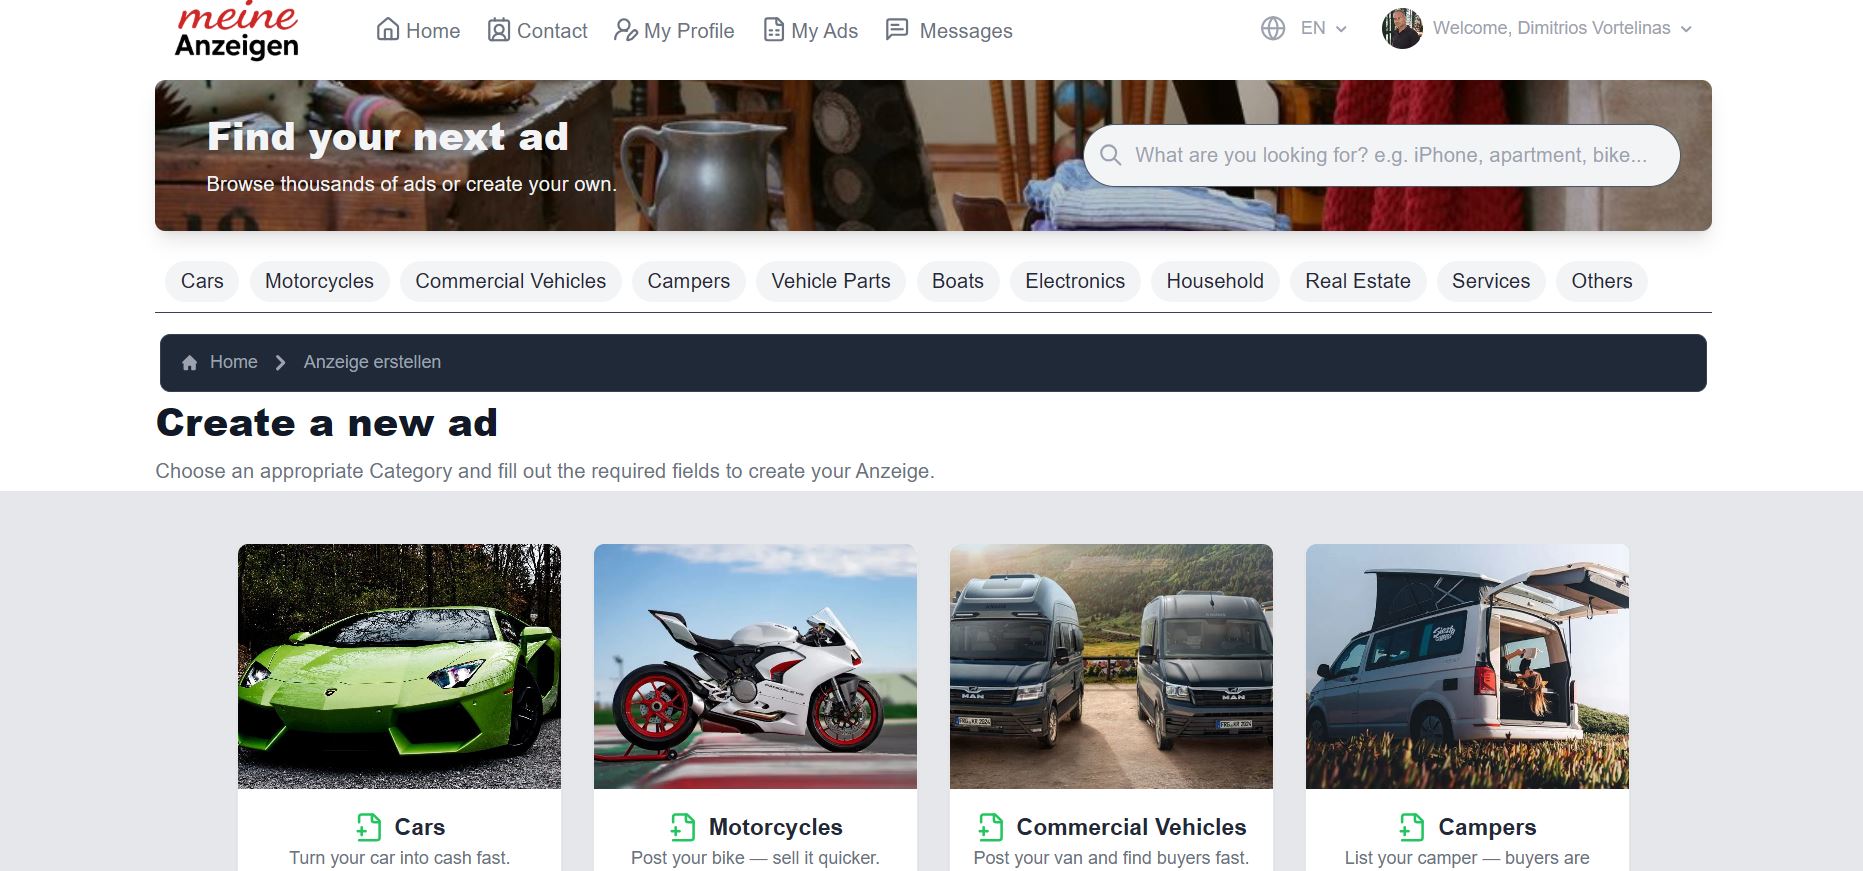 meine
Anzeigen
Home
Contact
My Profile
My Ads
Messages
EN
Welcome, Dimitrios Vortelinas
Find your next ad
Browse thousands of ads or create your own.
What are you looking for? e.g. iPhone, apartment, bike...
Cars
Motorcycles
Commercial Vehicles
Campers
Vehicle Parts
Boats
Electronics
Household
Real Estate
Services
Others
Home
Anzeige erstellen
Create a new ad
Choose an appropriate Category and fill out the required fields to create your Anzeige.
MAN
MAN
Cars
Turn your car into cash fast.
Motorcycles
Post your bike — sell it quicker.
Commercial Vehicles
Post your van and find buyers fast.
Campers
List your camper — buyers are